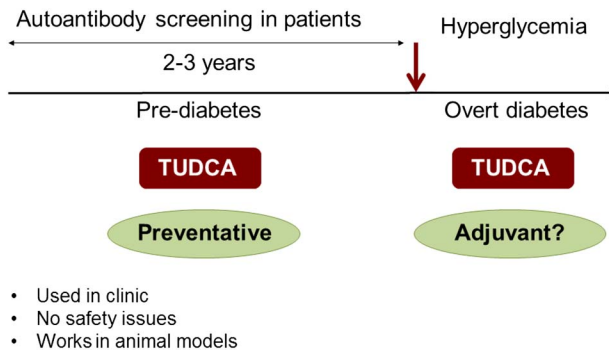 Autoantibody screening in patients
Hyperglycemia
2-3 years
Pre-diabetes
Overt diabetes
TUDCA
TUDCA
Preventative
Adjuvant?
• Used in clinic
• No safety issues
• Works in animal models